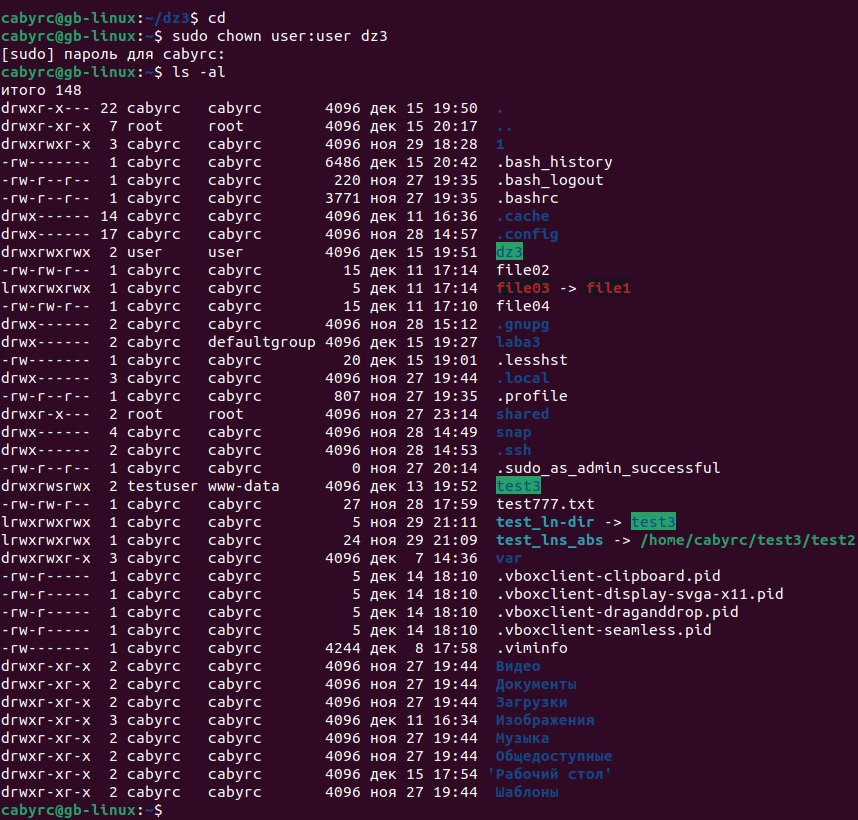 cabyrc@gb-linux:~/dz3$ cd
cabyrc@gb-linux:~$ sudo chown user:user dz3
[sudo] пароль для cabyrc:
cabyrc@gb-linux:~$ ls -al
итого 148
drwxr-x--- 22 cabyrc   cabyrc       4096 дек 15 19:50  .
drwxr-xr-x  7 root     root         4096 дек 15 20:17  ..
drwxrwxr-x  3 cabyrc   cabyrc       4096 ноя 29 18:28  1
-rw-------  1 cabyrc   cabyrc       6486 дек 15 20:42  .bash_history
-rw-r--r--  1 cabyrc   cabyrc        220 ноя 27 19:35  .bash_logout
-rw-r--r--  1 cabyrc   cabyrc       3771 ноя 27 19:35  .bashrc
drwx------ 14 cabyrc   cabyrc       4096 дек 11 16:36  .cache
drwx------ 17 cabyrc   cabyrc       4096 ноя 28 14:57  .config
drwxrwxrwx  2 user     user         4096 дек 15 19:51  dz3
-rw-rw-r--  1 cabyrc   cabyrc         15 дек 11 17:14  file02
lrwxrwxrwx  1 cabyrc   cabyrc          5 дек 11 17:14  file03 -> file1
-rw-rw-r--  1 cabyrc   cabyrc         15 дек 11 17:10  file04
drwx------  2 cabyrc   cabyrc       4096 ноя 28 15:12  .gnupg
drwx------  2 cabyrc   defaultgroup 4096 дек 15 19:27  laba3
-rw-------  1 cabyrc   cabyrc         20 дек 15 19:01  .lesshst
drwx------  3 cabyrc   cabyrc       4096 ноя 27 19:44  .local
-rw-r--r--  1 cabyrc   cabyrc        807 ноя 27 19:35  .profile
drwxr-x---  2 root     root         4096 ноя 27 23:14  shared
drwx------  4 cabyrc   cabyrc       4096 ноя 28 14:49  snap
drwx------  2 cabyrc   cabyrc       4096 ноя 28 14:53  .ssh
-rw-r--r--  1 cabyrc   cabyrc          0 ноя 27 20:14  .sudo_as_admin_successful
drwxrwsrwx  2 testuser www-data     4096 дек 13 19:52  test3
-rw-rw-r--  1 cabyrc   cabyrc         27 ноя 28 17:59  test777.txt
lrwxrwxrwx  1 cabyrc   cabyrc          5 ноя 29 21:11  test_ln-dir -> test3
lrwxrwxrwx  1 cabyrc   cabyrc         24 ноя 29 21:09  test_lns_abs -> /home/cabyrc/test3/test2
drwxrwxr-x  3 cabyrc   cabyrc       4096 дек  7 14:36  var
-rw-r-----  1 cabyrc   cabyrc          5 дек 14 18:10  .vboxclient-clipboard.pid
-rw-r-----  1 cabyrc   cabyrc          5 дек 14 18:10  .vboxclient-display-svga-x11.pid
-rw-r-----  1 cabyrc   cabyrc          5 дек 14 18:10  .vboxclient-draganddrop.pid
-rw-r-----  1 cabyrc   cabyrc          5 дек 14 18:10  .vboxclient-seamless.pid
-rw-------  1 cabyrc   cabyrc       4244 дек  8 17:58  .viminfo
drwxr-xr-x  2 cabyrc   cabyrc       4096 ноя 27 19:44  Видео
drwxr-xr-x  2 cabyrc   cabyrc       4096 ноя 27 19:44  Документы
drwxr-xr-x  2 cabyrc   cabyrc       4096 ноя 27 19:44  Загрузки
drwxr-xr-x  3 cabyrc   cabyrc       4096 дек 11 16:34  Изображения
drwxr-xr-x  2 cabyrc   cabyrc       4096 ноя 27 19:44  Музыка
drwxr-xr-x  2 cabyrc   cabyrc       4096 ноя 27 19:44  Общедоступные
drwxr-xr-x  2 cabyrc   cabyrc       4096 дек 15 17:54 'Рабочий стол'
drwxr-xr-x  2 cabyrc   cabyrc       4096 ноя 27 19:44  Шаблоны
cabyrc@gb-linux:~$